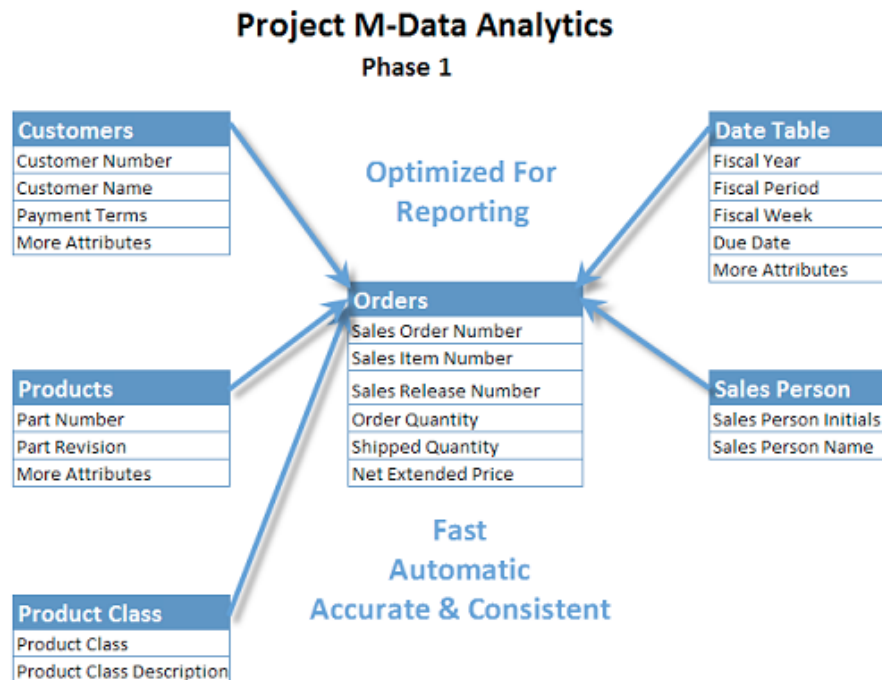 Project M-Data Analytics
Phase 1
Customers
Customer Number
Customer Name
Payment Terms
More Attributes
Optimized For
Reporting
Date Table
Fiscal Year
Fiscal Period
Fiscal Week
Due Date
More Attributes
Orders
Sales Order Number
Sales Item Number
Sales Release Number
Order Quantity
Shipped Quantity
Net Extended Price
Products
Part Number
Part Revision
More Attributes
Sales Person
Sales Person Initials
Sales Person Name
Fast
Automatic
Accurate & Consistent
Product Class
Product Class
Product Class Description